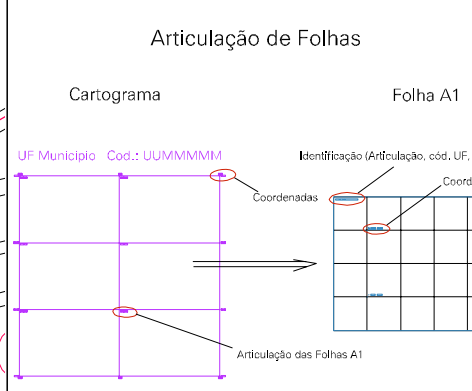 Articulação de Folhas
Cartograma
Folha A1
UF Municipio Cod.: UUMMMMM
Identificação (Articulação, cód. UF,
Coordenadas
Coord
Articulação das Folhas A1